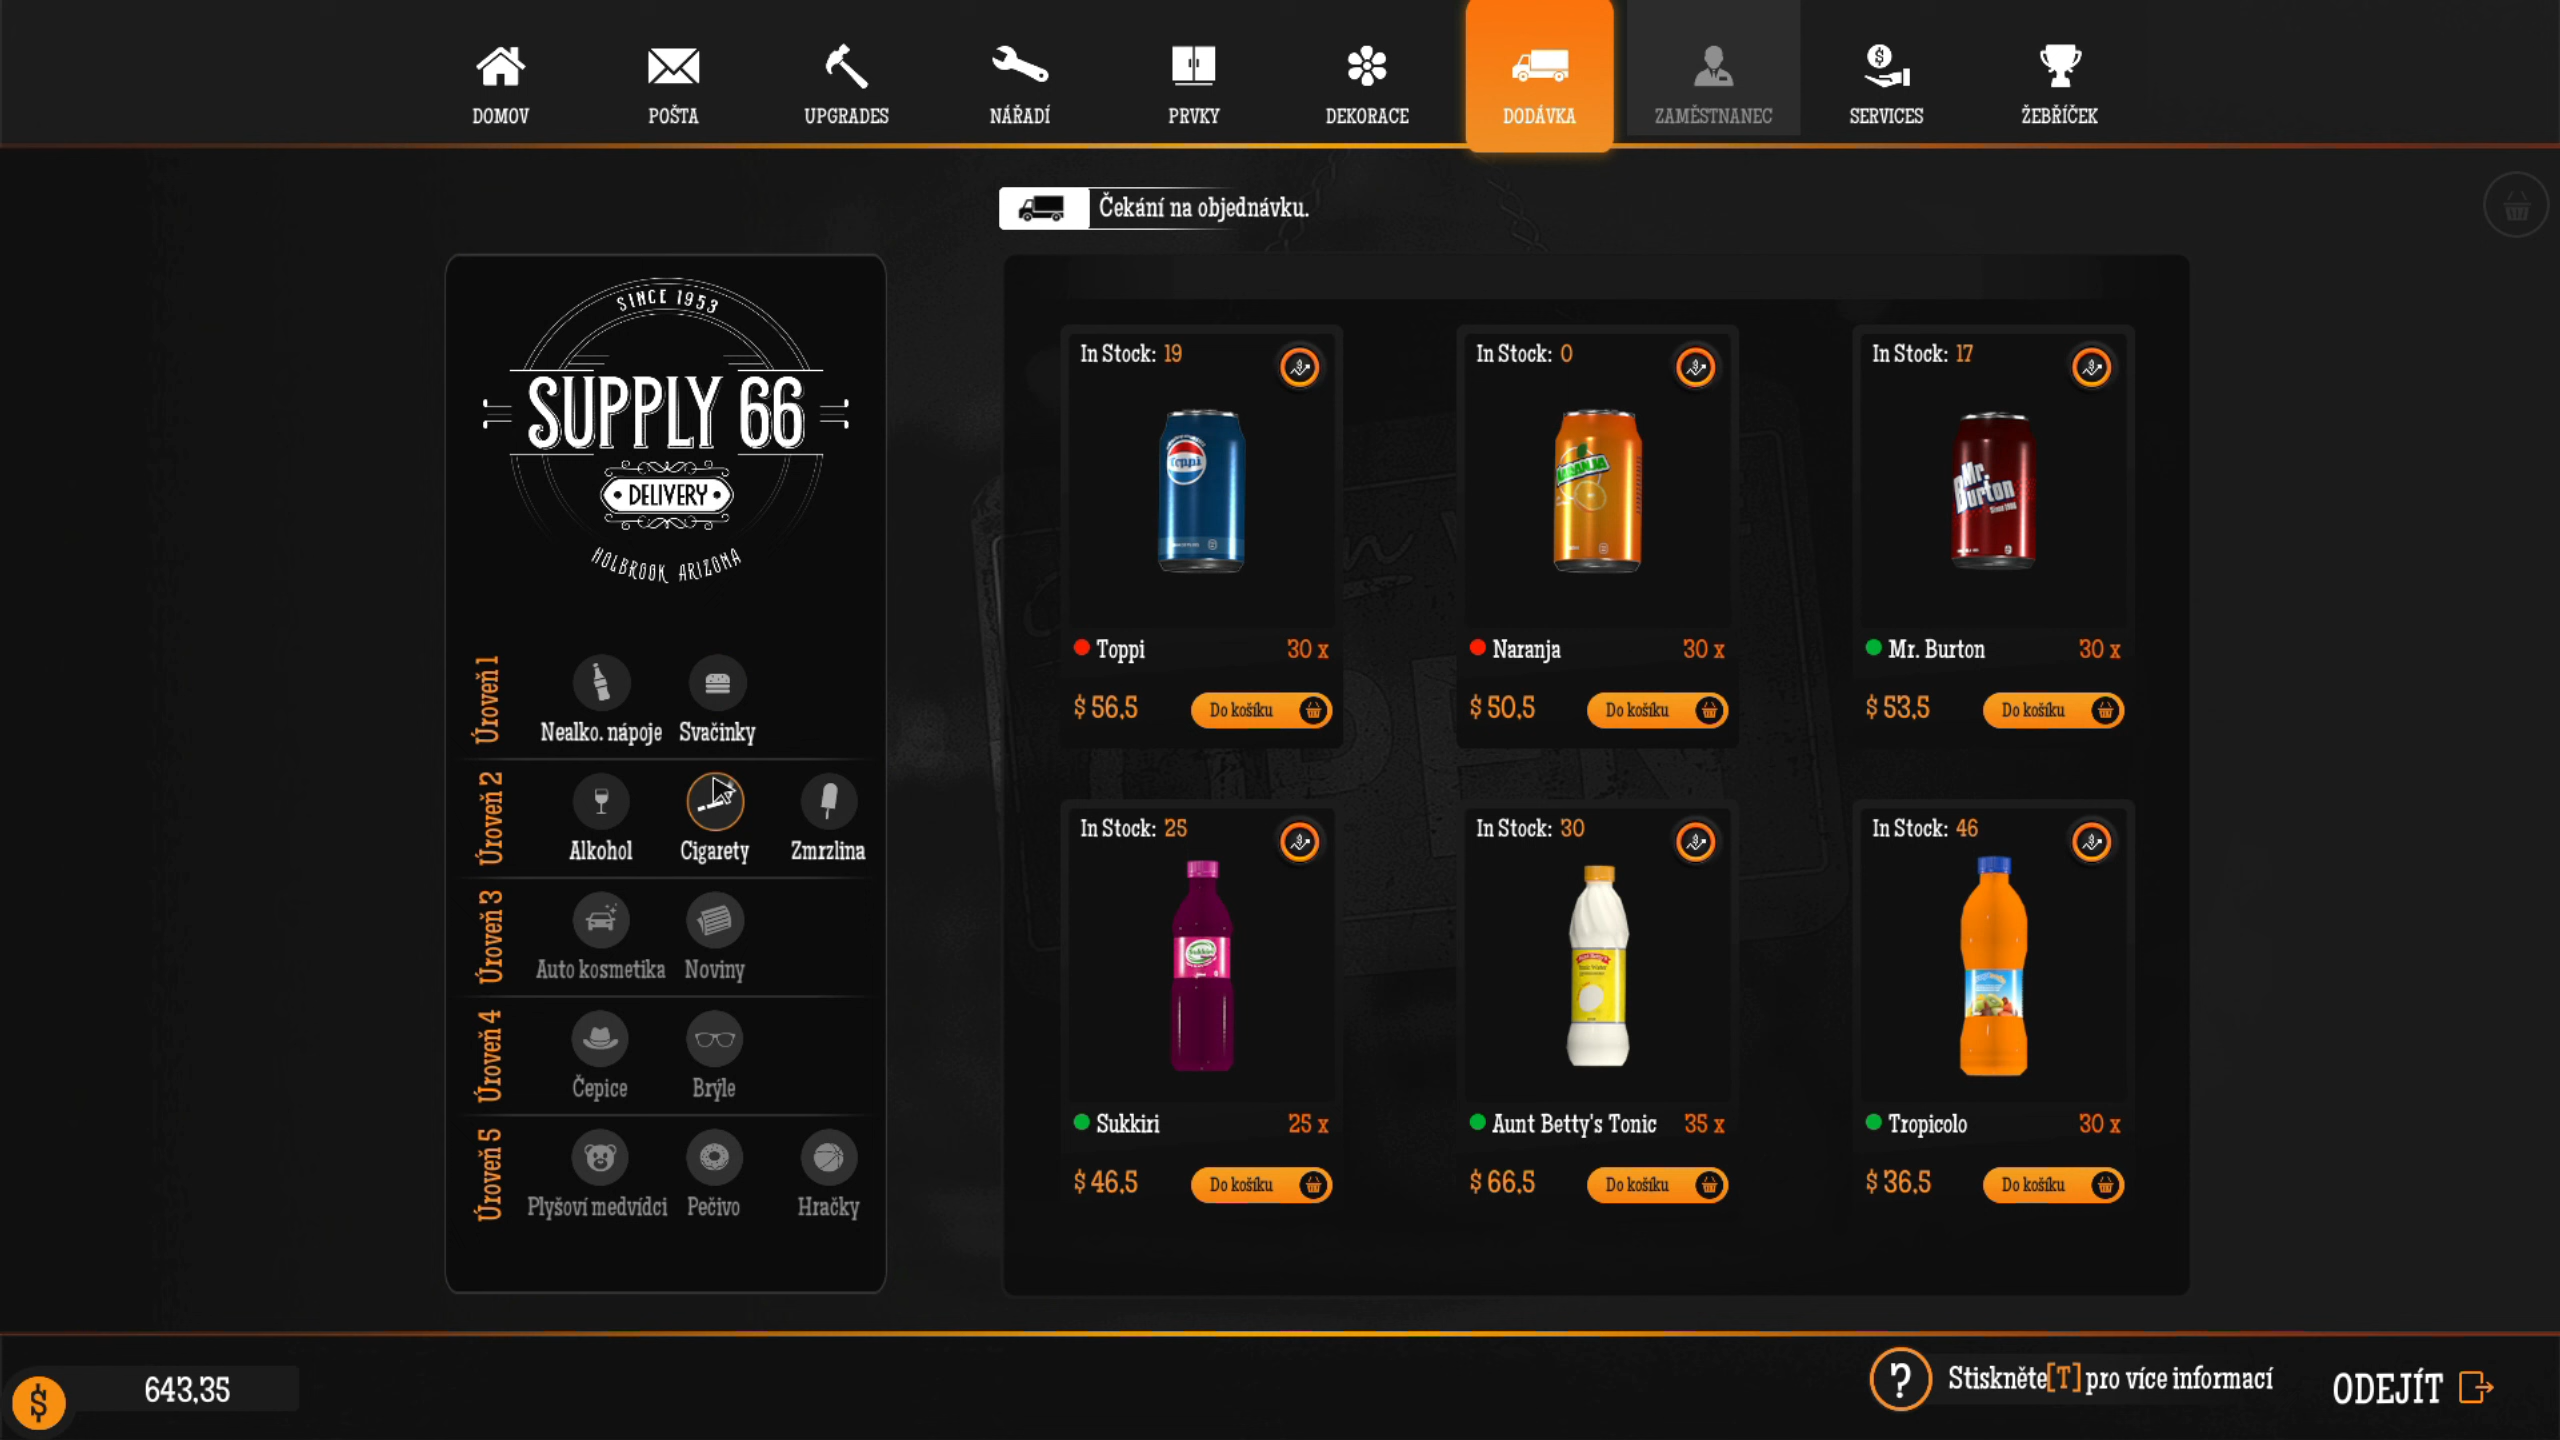 DOMOV
POŠTA
UPGRADES
NÁŘADÍ
PRVKY
DEKORACE
DODÁVKA
ZAMĚSTNANEC
SERVICES
ŽEBŘÍČEK
Čekání na objednávku.
SINCE 1953
SUPPLY 66
• DELIVERY •
HOLBROOK ARIZONA
Úroveň 1
Nealko. nápoje
Svačinky
Úroveň 2
Alkohol
Cigarety
Zmrzlina
Úroveň 3
Auto kosmetika
Noviny
Úroveň 4
Čepice
Brýle
Úroveň 5
Plyšoví medvídci
Pečivo
Hračky
In Stock: 19
Toppi
Toppi 30 x
$ 56,5 Do košíku
In Stock: 0
NARANJA
Naranja 30 x
$ 50,5 Do košíku
In Stock: 17
Mr.
Burton
Mr. Burton 30 x
$ 53,5 Do košíku
In Stock: 25
Sukkiri 25 x
$ 46,5 Do košíku
In Stock: 30
Aunt Betty's Tonic 35 x
$ 66,5 Do košíku
In Stock: 46
Tropicolo 30 x
$ 36,5 Do košíku
$ 643,35
? Stiskněte[T] pro více informací
ODEJÍT